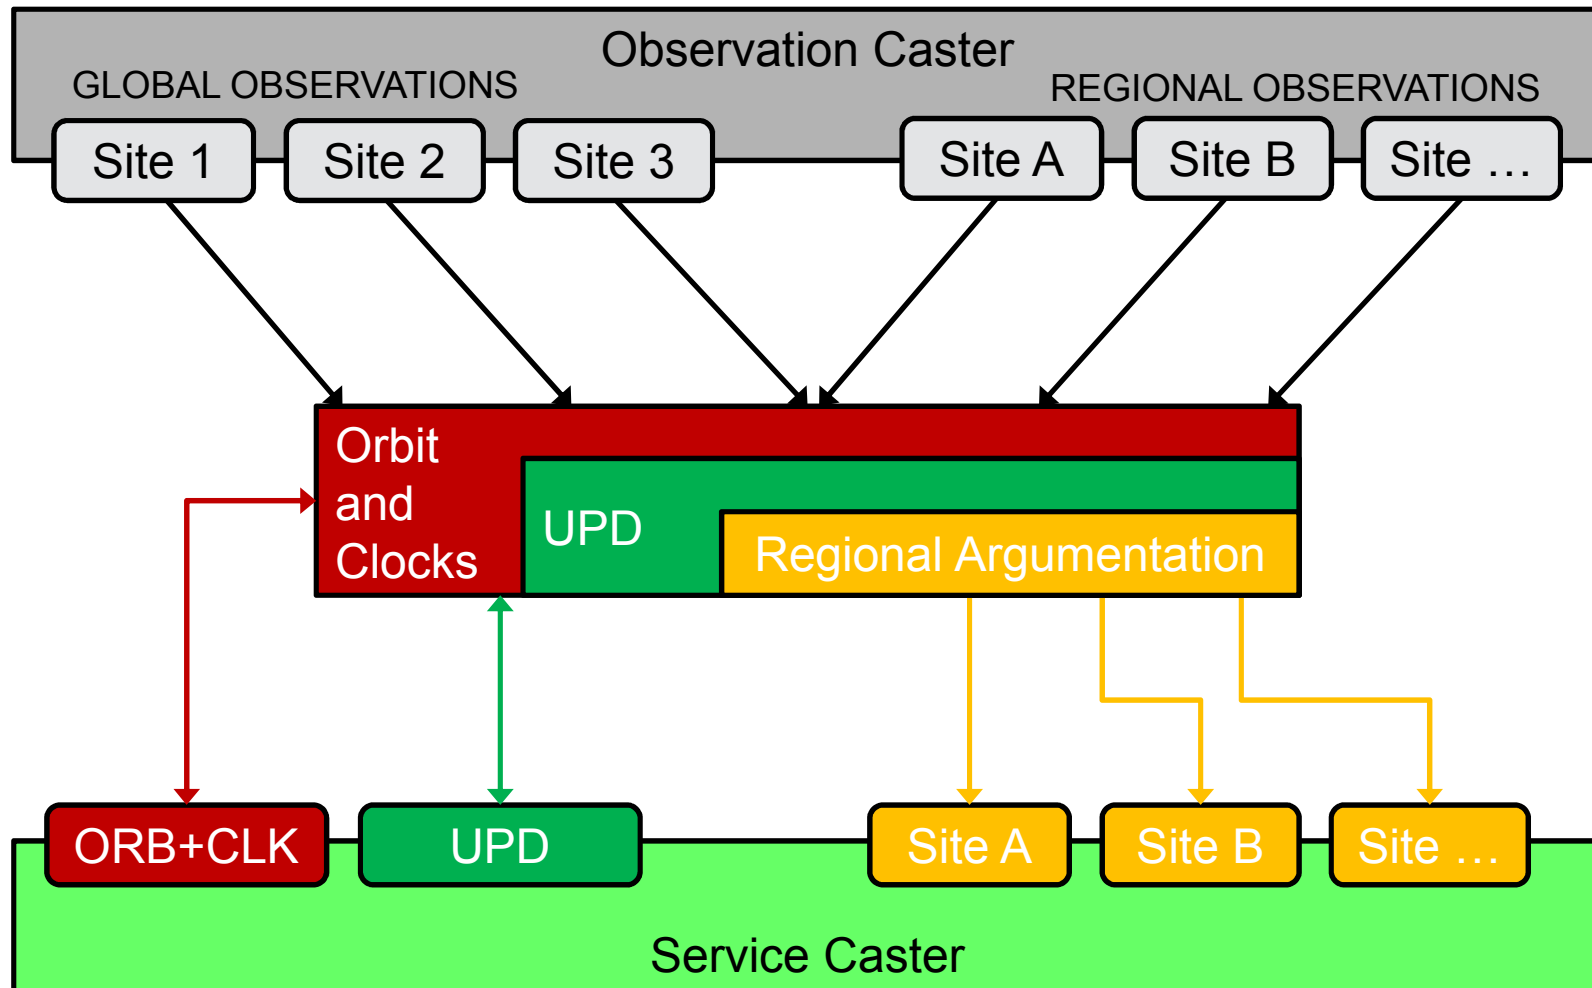 Observation Caster
GLOBAL OBSERVATIONS
REGIONAL OBSERVATIONS
Site 1
Site 2
Site 3
Site A
Site B
Site …
Orbit
and
Clocks
UPD
Regional Argumentation
ORB+CLK
UPD
Site A
Site B
Site …
Service Caster